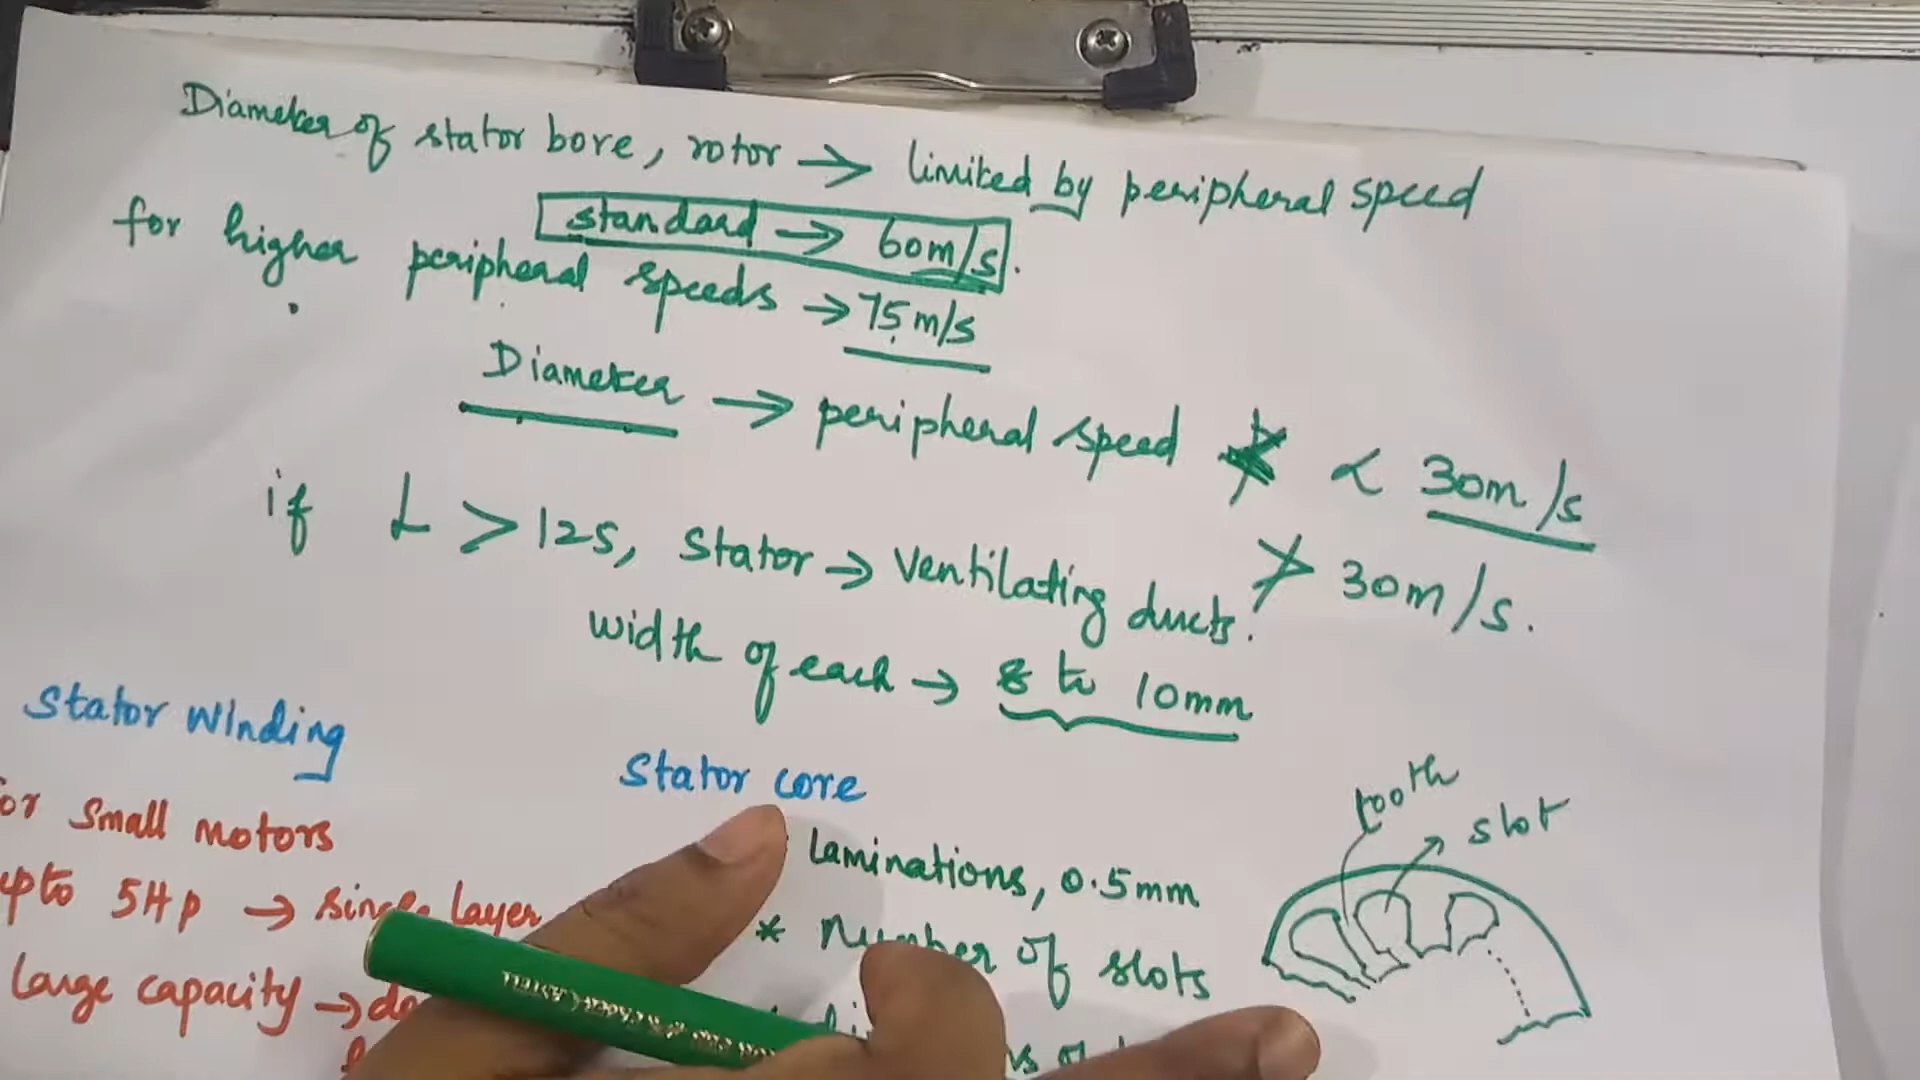 Diameter of stator bore, rotor → limited by peripheral speed
standard → 60m/s.
for higher peripheral speeds → 75m/s
Diameter → peripheral speed < 30m/s
≯ 30m/s.
if L > 125, Stator → Ventilating ducts.
width of each → 8 to 10mm
Stator Winding
or Small motors
upto 5HP → single layer
large capacity →
Stator core
laminations, 0.5mm
* Number of slots
tooth
slot